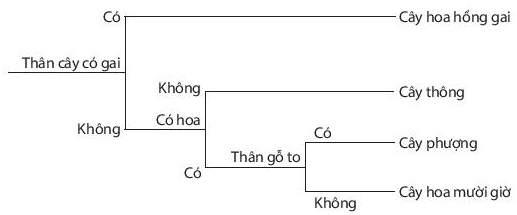 Có
Cây hoa hồng gai
Thân cây có gai
Không
Cây thông
Không
Có hoa
Có
Cây phượng
Thân gỗ to
Có
Không
Cây hoa mười giờ